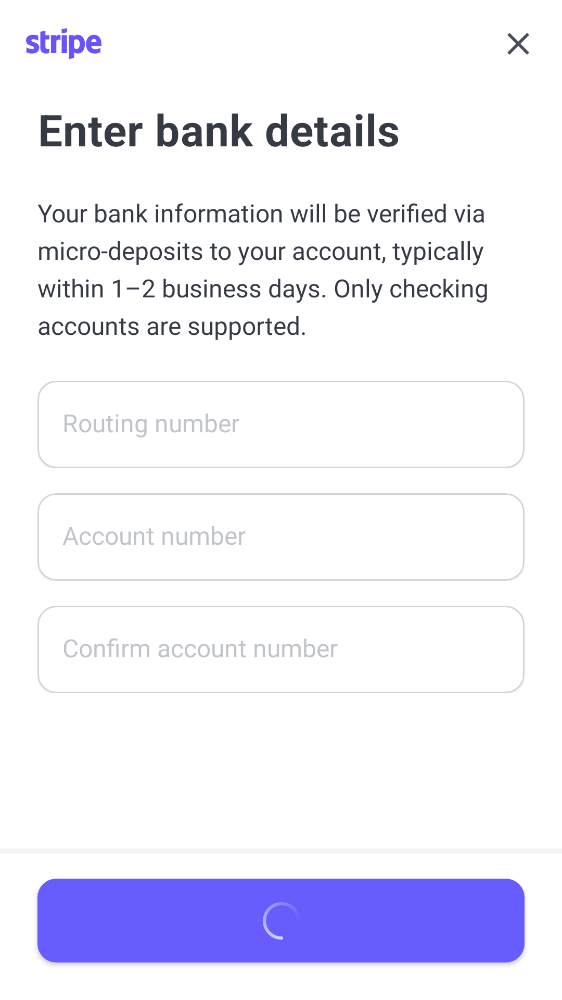 stripe
Enter bank details
Your bank information will be verified via
micro-deposits to your account, typically
within 1–2 business days. Only checking
accounts are supported.
Routing number
Account number
Confirm account number